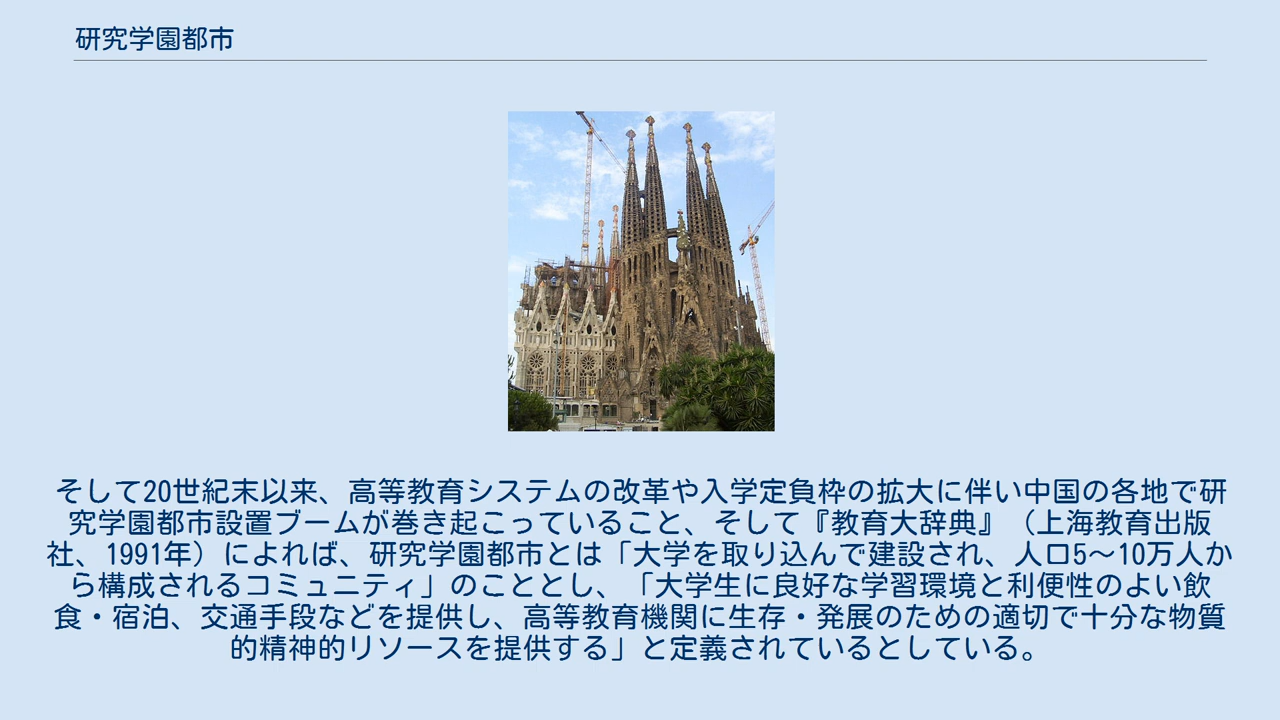 研究学園都市
そして20世紀末以来、高等教育システムの改革や入学定負枠の拡大に伴い中国の各地で研
究学園都市設置ブームが巻き起こっていること、そして『教育大辞典』（上海教育出版
社、1991年）によれば、研究学園都市とは「大学を取り込んで建設され、人口5〜10万人か
ら構成されるコミュニティ」のこととし、「大学生に良好な学習環境と利便性のよい飲
食・宿泊、交通手段などを提供し、高等教育機関に生存・発展のための適切で十分な物質
的精神的リソースを提供する」と定義されているとしている。